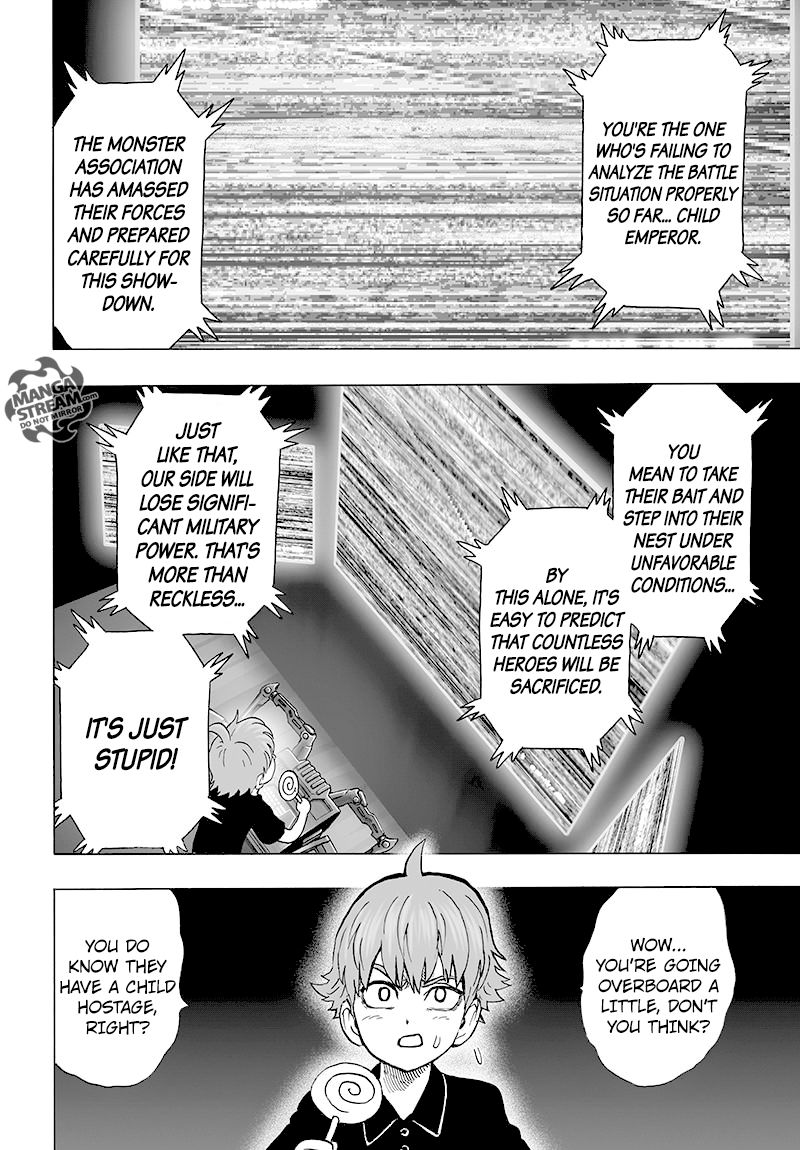 YOU'RE THE ONE
WHO'S FAILING TO
ANALYZE THE BATTLE
SITUATION PROPERLY
SO FAR... CHILD
EMPEROR.
THE MONSTER
ASSOCIATION
HAS AMASSED
THEIR FORCES
AND PREPARED
CAREFULLY FOR
THIS SHOW-
DOWN.
MANGA
STREAM.com
DO NOT MIRROR
YOU
MEAN TO TAKE
THEIR BAIT AND
STEP INTO THEIR
NEST UNDER
UNFAVORABLE
CONDITIONS...
BY
THIS ALONE, IT'S
EASY TO PREDICT
THAT COUNTLESS
HEROES WILL BE
SACRIFICED.
JUST
LIKE THAT,
OUR SIDE WILL
LOSE SIGNIFI-
CANT MILITARY
POWER. THAT'S
MORE THAN
RECKLESS...
IT'S JUST
STUPID!
WOW...
YOU'RE GOING
OVERBOARD A
LITTLE, DON'T
YOU THINK?
YOU DO
KNOW THEY
HAVE A CHILD
HOSTAGE,
RIGHT?